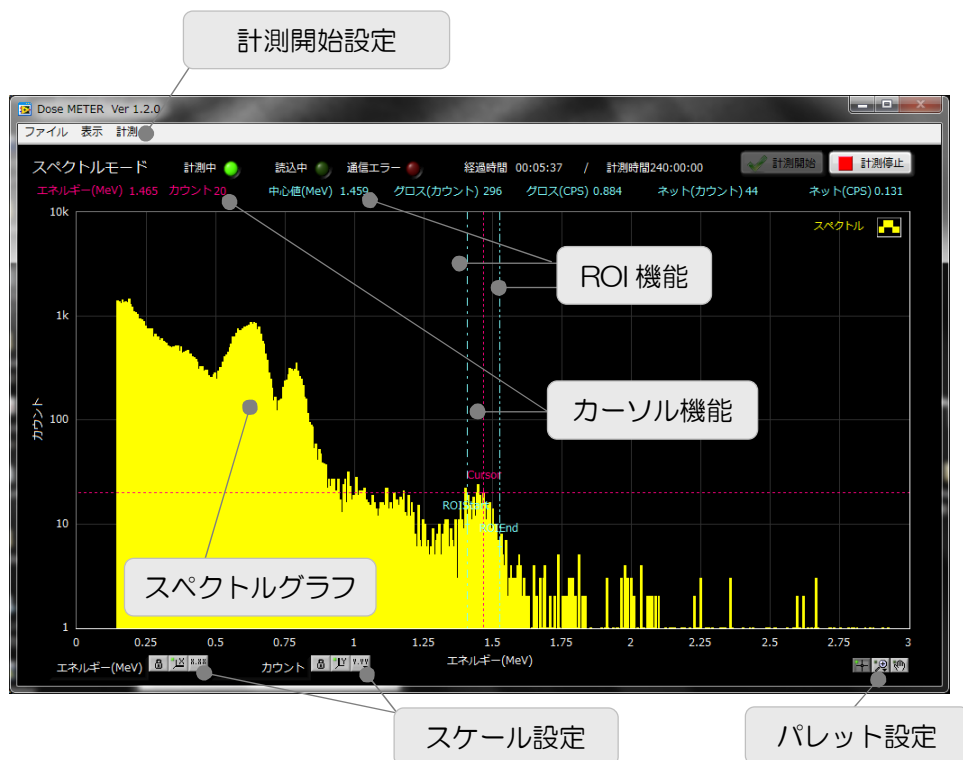 計測開始設定
Dose METER Ver 1.2.0
ファイル 表示 計測
スペクトルモード 計測中 読込中 通信エラー 経過時間 00:05:37 / 計測時間240:00:00 計測開始 計測停止
エネルギー(MeV) 1.465 カウント20 中心値(MeV) 1.459 グロス(カウント) 296 グロス(CPS) 0.884 ネット(カウント) 44 ネット(CPS) 0.131
10k
スペクトル
ROI 機能
1k
カーソル機能
カウント
100
Cursor
10
End
スペクトルグラフ
1
0 0.25 0.5 0.75 1 1.25 1.5 1.75 2 2.25 2.5 2.75 3
エネルギー(MeV)
エネルギー(MeV) X.XX カウント Y.YY
スケール設定
パレット設定